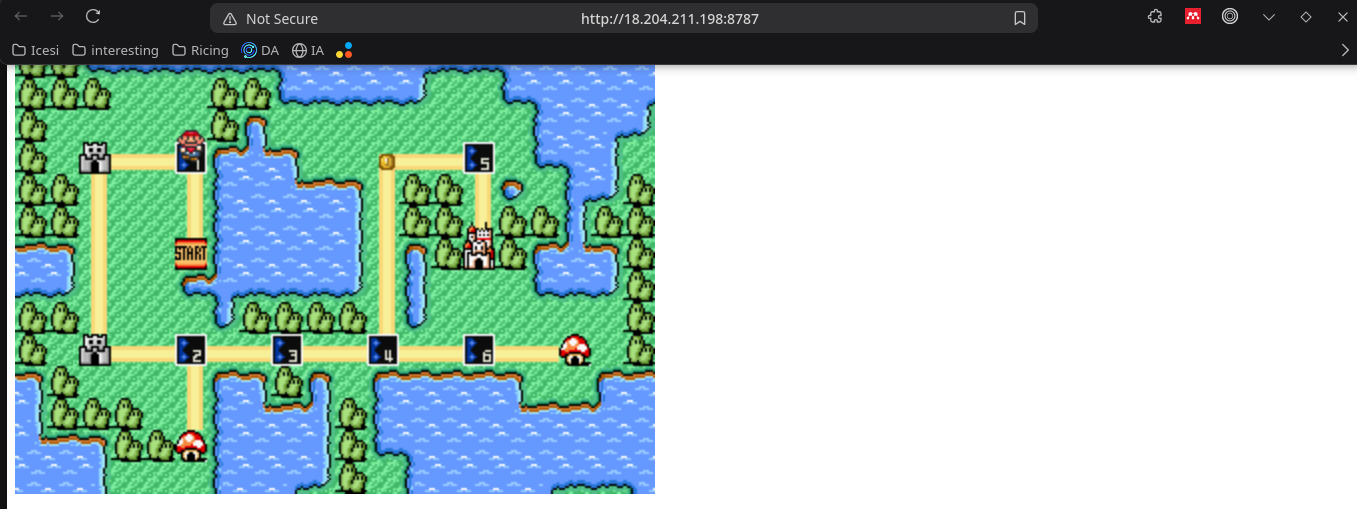 Not Secure http://18.204.211.198:8787
Icesi interesting Ricing DA IA
1 5
START
2 3 4 6